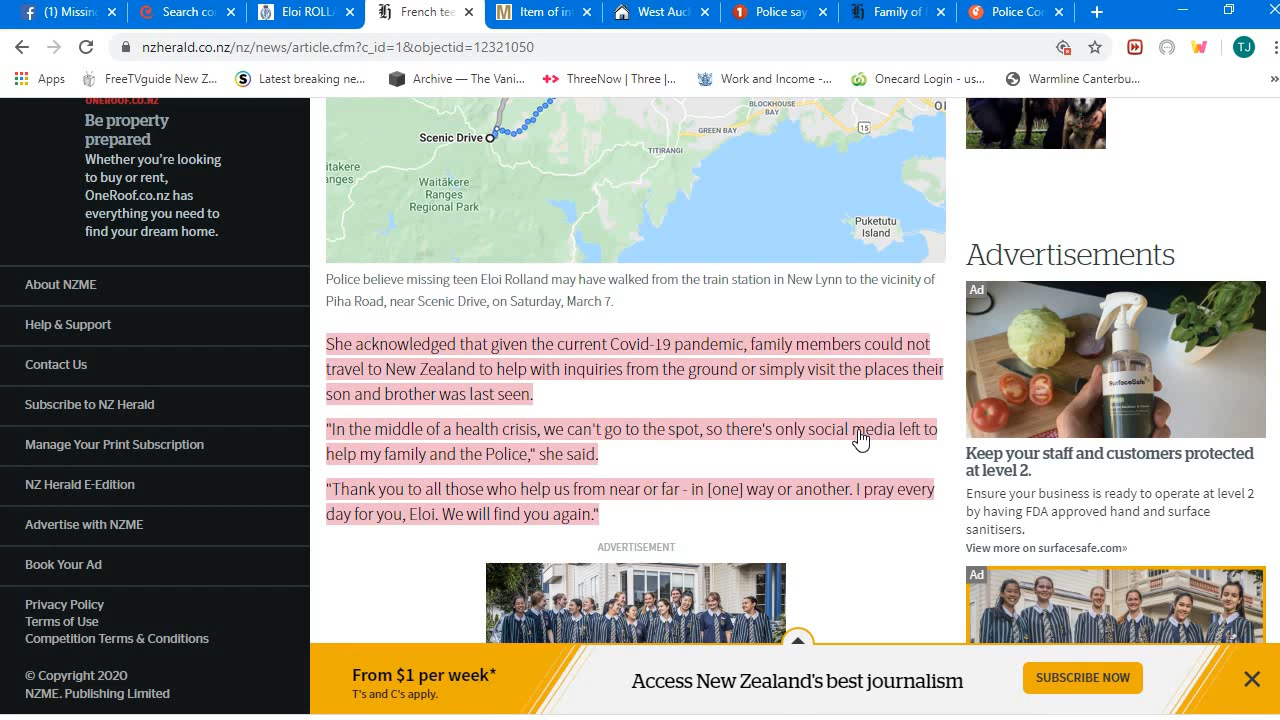 (1) Missin
Search co
Eloi ROLL
French tee
Item of in
West Auc
Police say
Family of
Police Cor
nzherald.co.nz/nz/news/article.cfm?c_id=1&objectid=12321050
TJ
Apps
FreeTVguide New Z...
Latest breaking ne...
Archive — The Vani...
ThreeNow | Three |...
Work and Income -...
Onecard Login - us...
Warmline Canterbu...
ONEROOF.CO.NZ
Be property
prepared
Whether you're looking
to buy or rent,
OneRoof.co.nz has
everything you need to
find your dream home.
About NZME
Help & Support
Contact Us
Subscribe to NZ Herald
Manage Your Print Subscription
NZ Herald E-Edition
Advertise with NZME
Book Your Ad
Privacy Policy
Terms of Use
Competition Terms & Conditions
© Copyright 2020
NZME. Publishing Limited
BLOCKHOUSE
BAY
15
GREEN BAY
Scenic Drive
TITIRANGI
itakere
anges
Waitākere
Ranges
Regional Park
Puketutu
Island
Police believe missing teen Eloi Rolland may have walked from the train station in New Lynn to the vicinity of
Piha Road, near Scenic Drive, on Saturday, March 7.
She acknowledged that given the current Covid-19 pandemic, family members could not
travel to New Zealand to help with inquiries from the ground or simply visit the places their
son and brother was last seen.
"In the middle of a health crisis, we can't go to the spot, so there's only social media left to
help my family and the Police," she said.
"Thank you to all those who help us from near or far - in [one] way or another. I pray every
day for you, Eloi. We will find you again."
ADVERTISEMENT
Advertisements
Ad
SurfaceSafe
Keep your staff and customers protected
at level 2.
Ensure your business is ready to operate at level 2
by having FDA approved hand and surface
sanitisers.
View more on surfacesafe.com»
Ad
From $1 per week*
T's and C's apply.
Access New Zealand's best journalism
SUBSCRIBE NOW